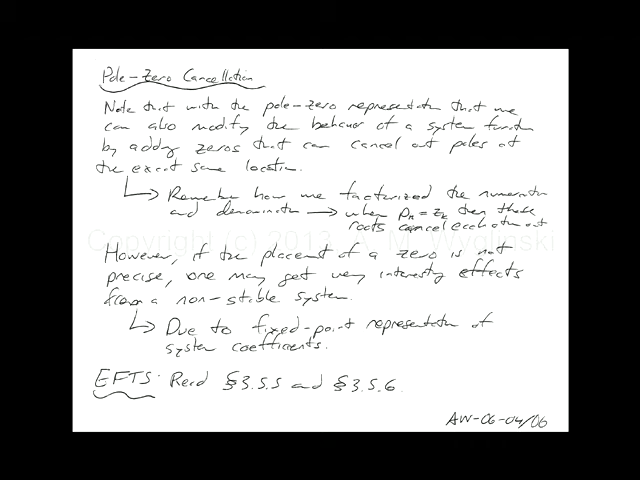 Pole-Zero Cancellation
Note that with the pole-zero representation that we
can also modify the behavior of a system function
by adding zeros that can cancel out poles at
the exact same location.
Remember how we factorized the numerator
and denominator → when pk = zk then these
roots cancel each other out
Copyright (c) 2013, A. M. Wyglinski
However, if the placement of a zero is not
precise, one may get very interesting effects
from a non-stable system.
Due to fixed-point representation of
system coefficients.
EFTS: Read §3.5.5 and §3.5.6.
AW-06-04/06